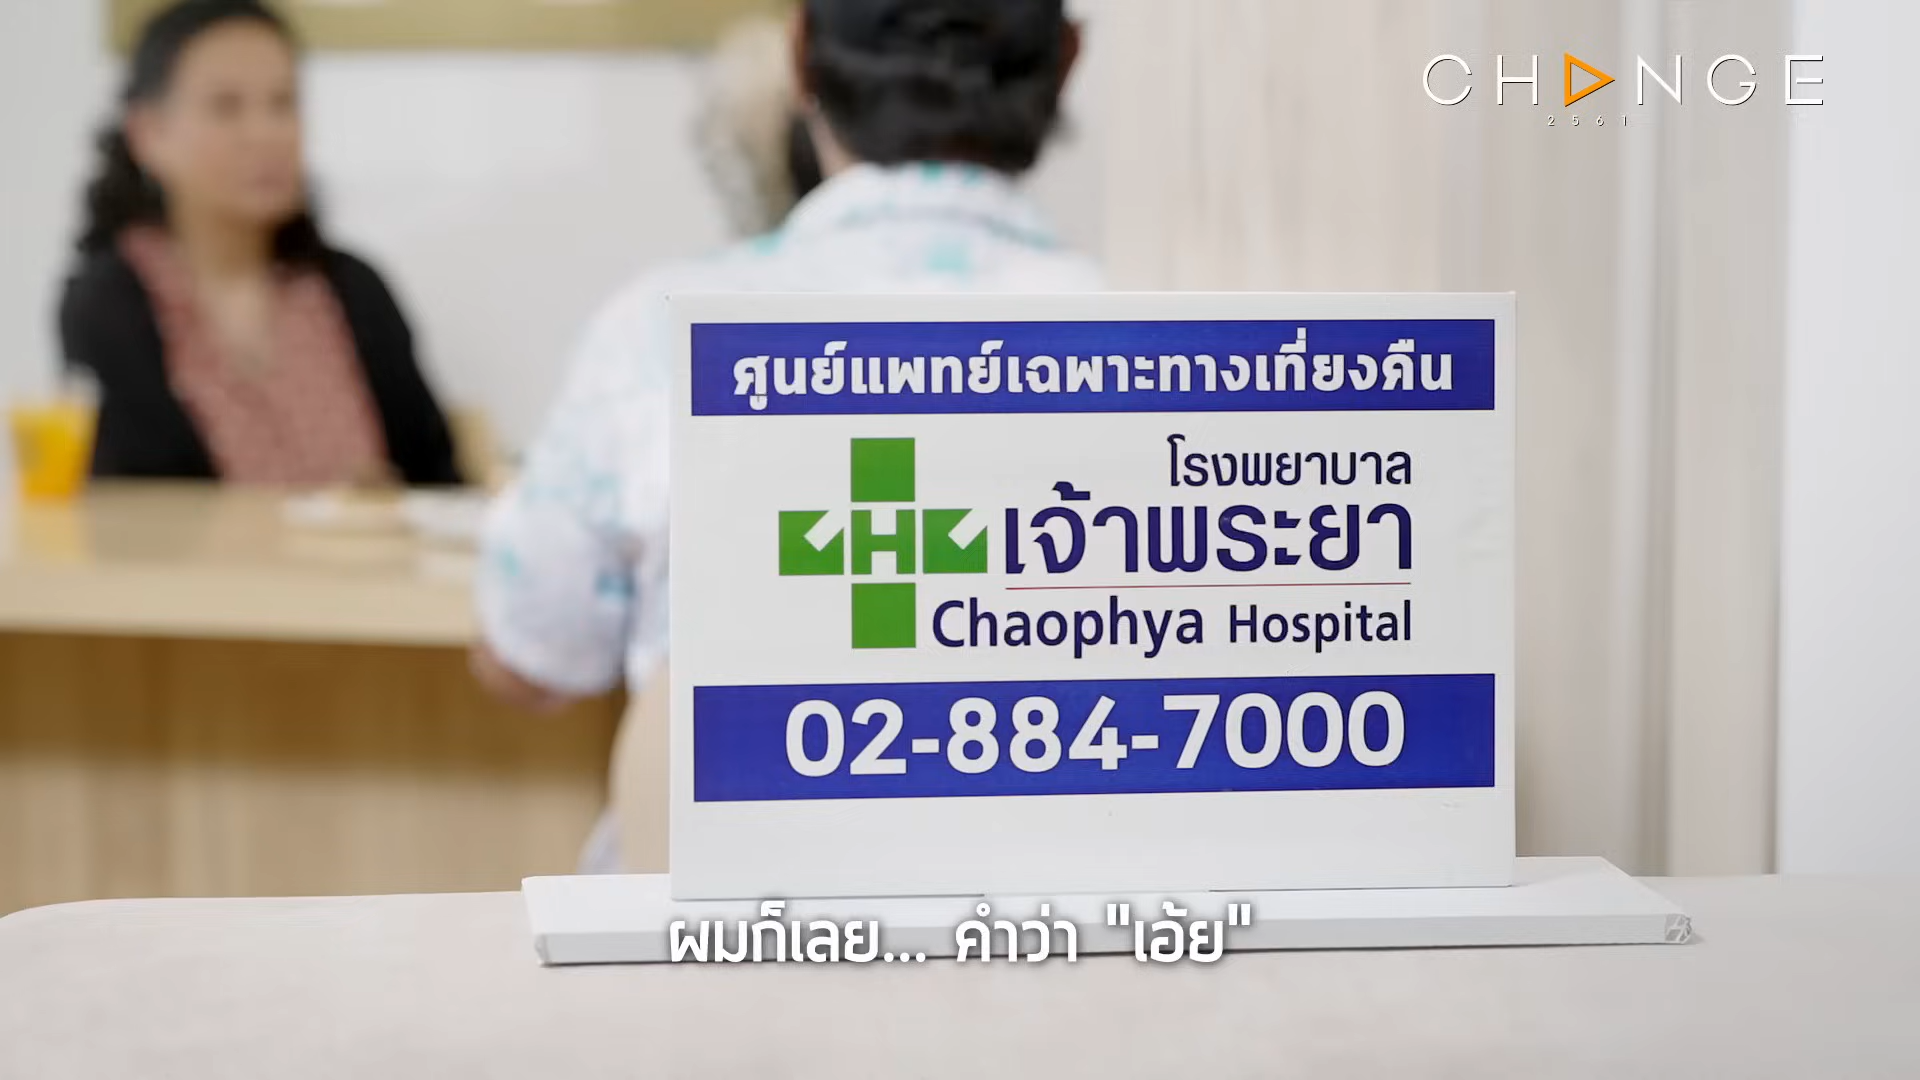 CHANGE
2561
ศูนย์แพทย์เฉพาะทางเที่ยงคืน
โรงพยาบาล
CHC เจ้าพระยา
Chaophya Hospital
02-884-7000
ผมก็เลย... คำว่า "เอ้ย"